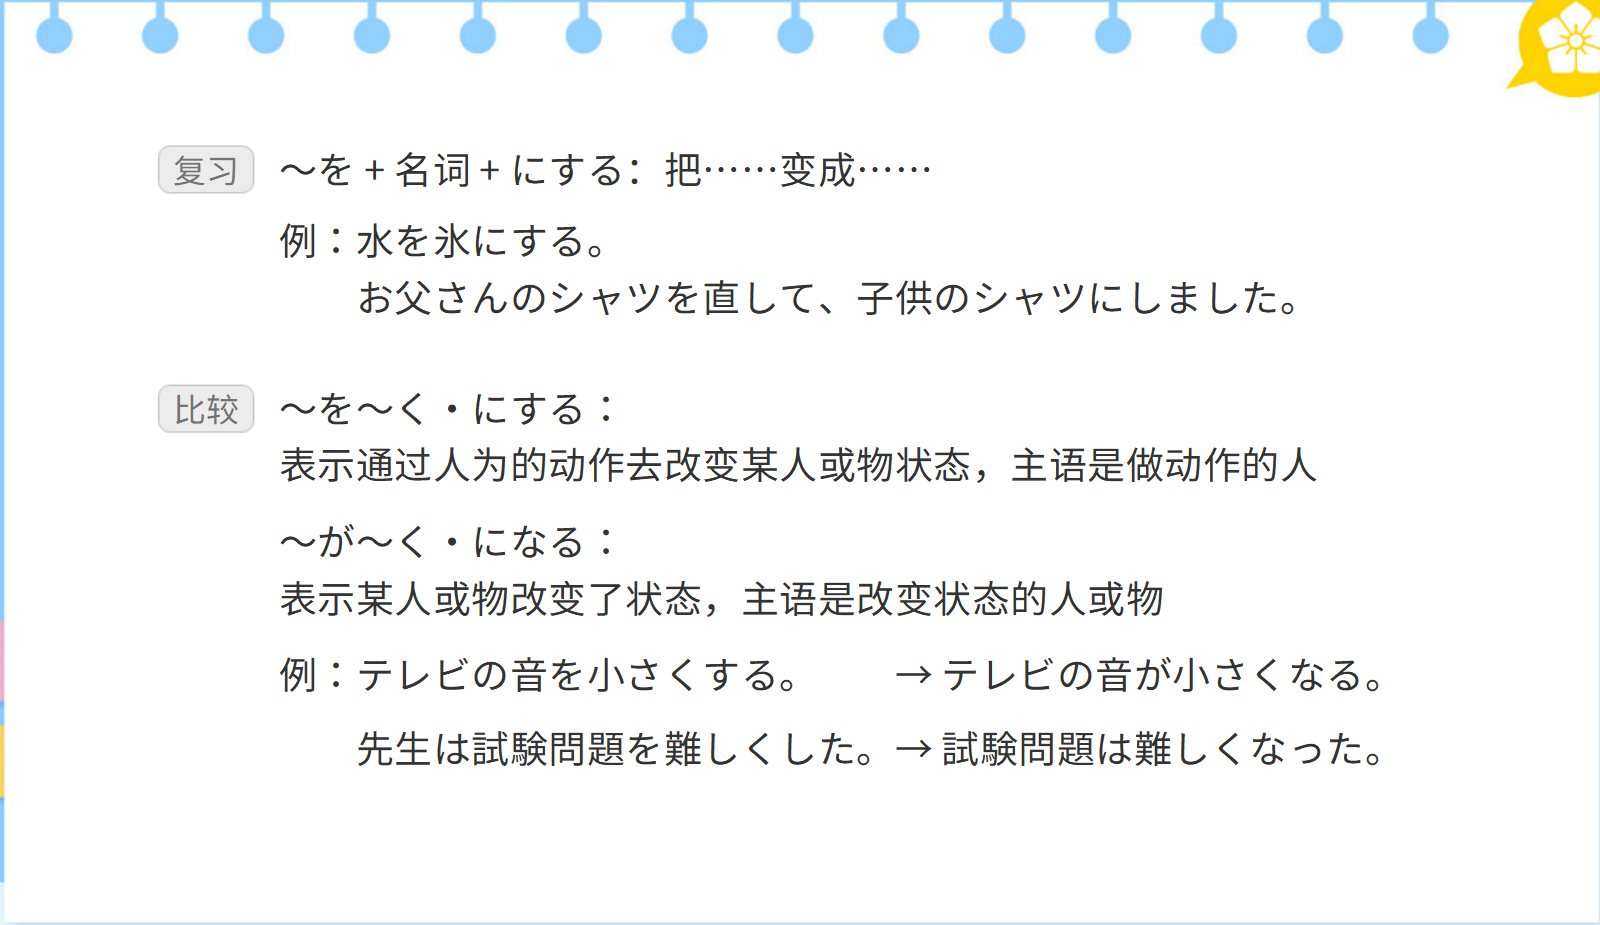 复习 ～を + 名词 + にする：把……变成……
例：水を氷にする。
お父さんのシャツを直して、子供のシャツにしました。
比较 ～を～く・にする：
表示通过人为的动作去改变某人或物状态，主语是做动作的人
～が～く・になる：
表示某人或物改变了状态，主语是改变状态的人或物
例：テレビの音を小さくする。 → テレビの音が小さくなる。
先生は試験問題を難しくした。→ 試験問題は難しくなった。